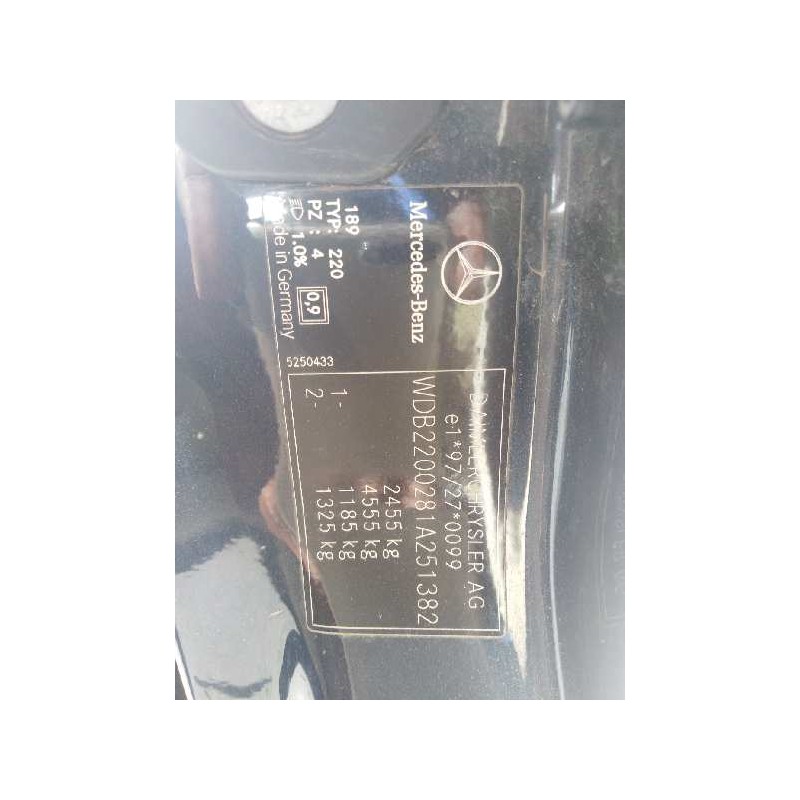 Mercedes-Benz
189
TYP: 220
PZ : 4
1.0%
Made in Germany
0,9
5250433
DAIMLERCHRYSLER AG
e1*97/27*0099
WDB2200281A251382
2455 kg
4555 kg
1- 1185 kg
2- 1325 kg